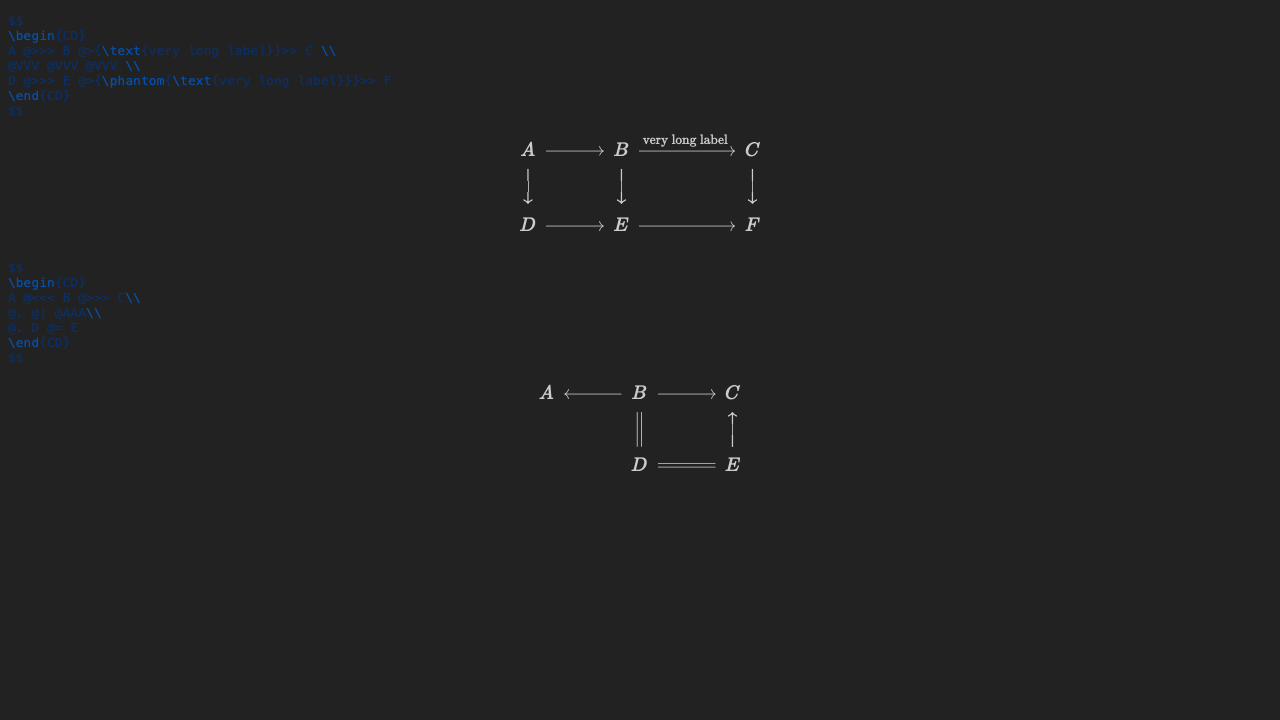 $$
\begin{CD}
A @>>> B @>{\text{very long label}}>> C \\
@VVV @VVV @VVV \\
D @>>> E @>{\phantom{\text{very long label}}}>> F
\end{CD}
$$
very long label
A B C
D E F
$$
\begin{CD}
A @<<< B @>>> C\\
@. @| @AAA\\
@. D @= E
\end{CD}
$$
A B C
D E